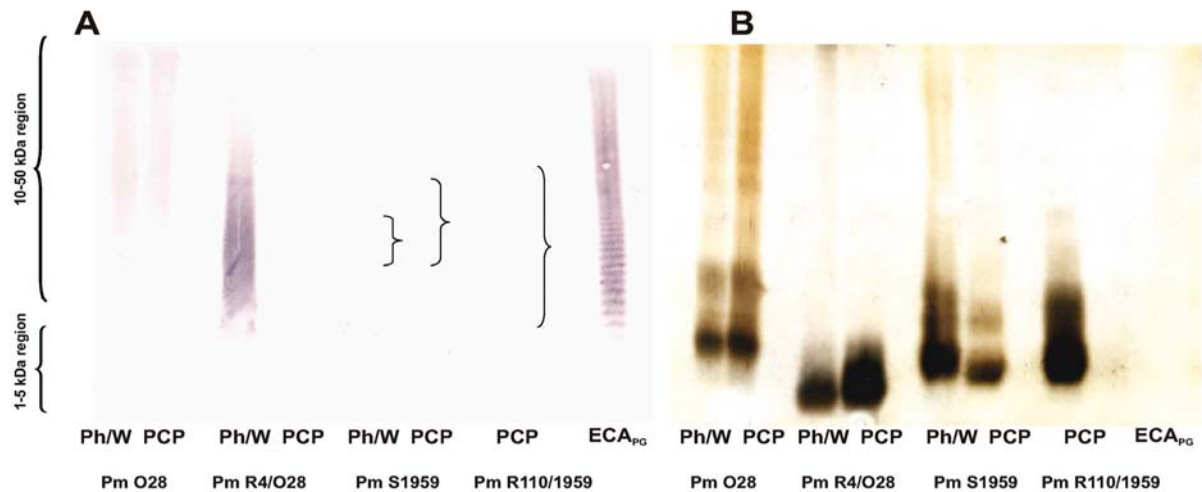 A
B
10-50 kDa region
1-5 kDa region
Ph/W PCP Ph/W PCP Ph/W PCP PCP ECAPG
Pm O28 Pm R4/O28 Pm S1959 Pm R110/1959
Ph/W PCP Ph/W PCP Ph/W PCP PCP ECAPG
Pm O28 Pm R4/O28 Pm S1959 Pm R110/1959